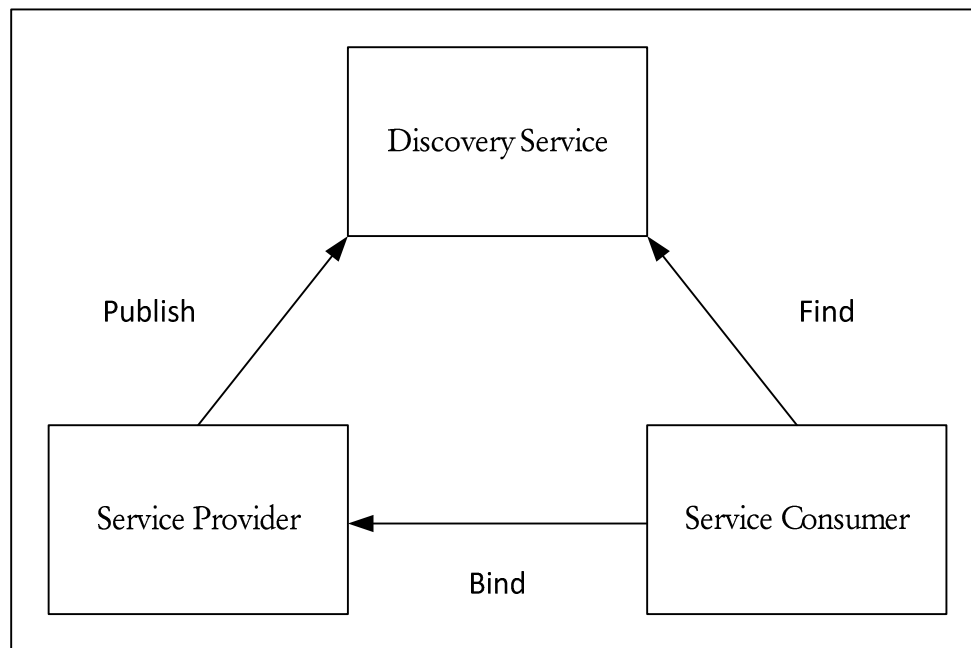 Discovery Service
Publish
Find
Service Provider
Service Consumer
Bind